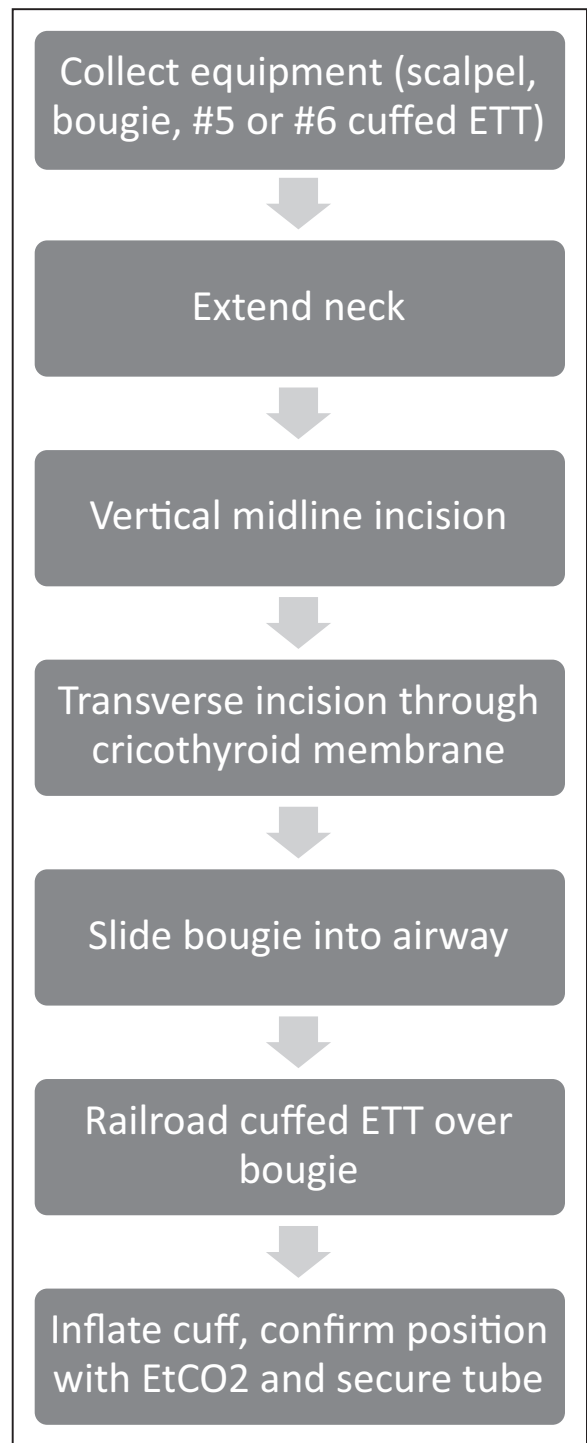 Collect equipment (scalpel,
bougie, #5 or #6 cuffed ETT)
Extend neck
Vertical midline incision
Transverse incision through
cricothyroid membrane
Slide bougie into airway
Railroad cuffed ETT over
bougie
Inflate cuff, confirm position
with EtCO2 and secure tube